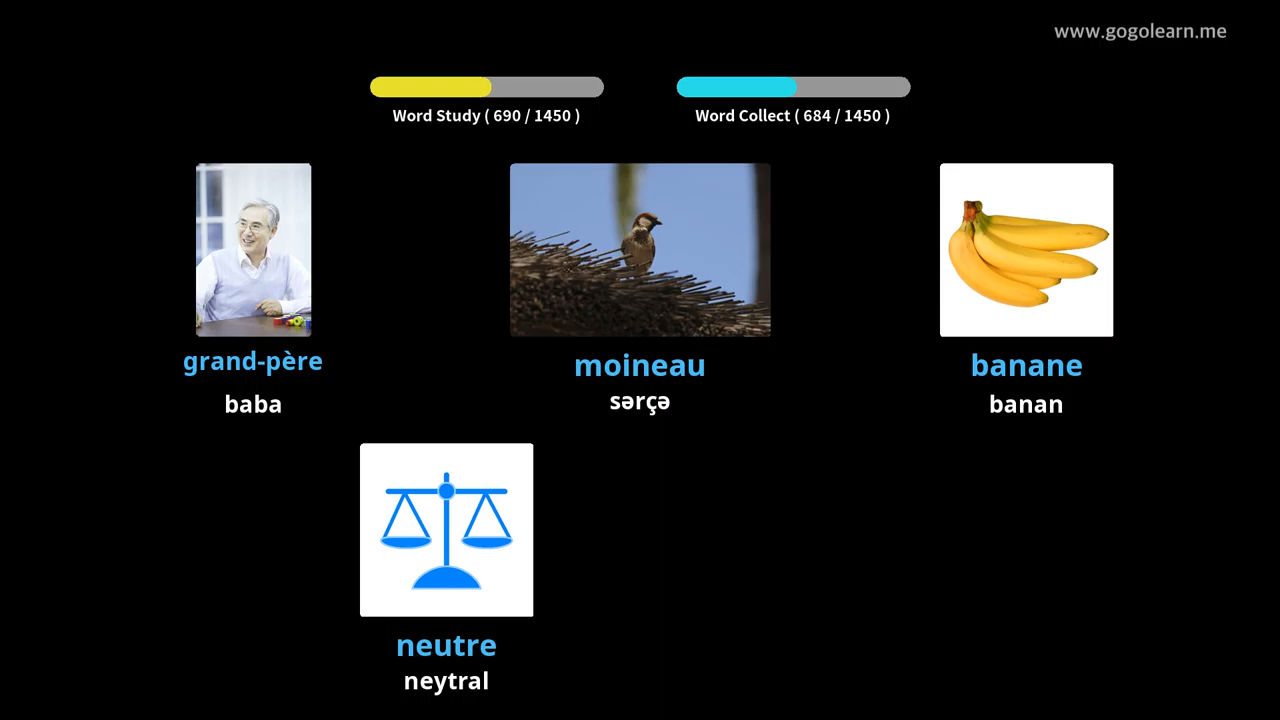 www.gogolearn.me
Word Study ( 690 / 1450 )
Word Collect ( 684 / 1450 )
grand-père
baba
moineau
sərçə
banane
banan
neutre
neytral